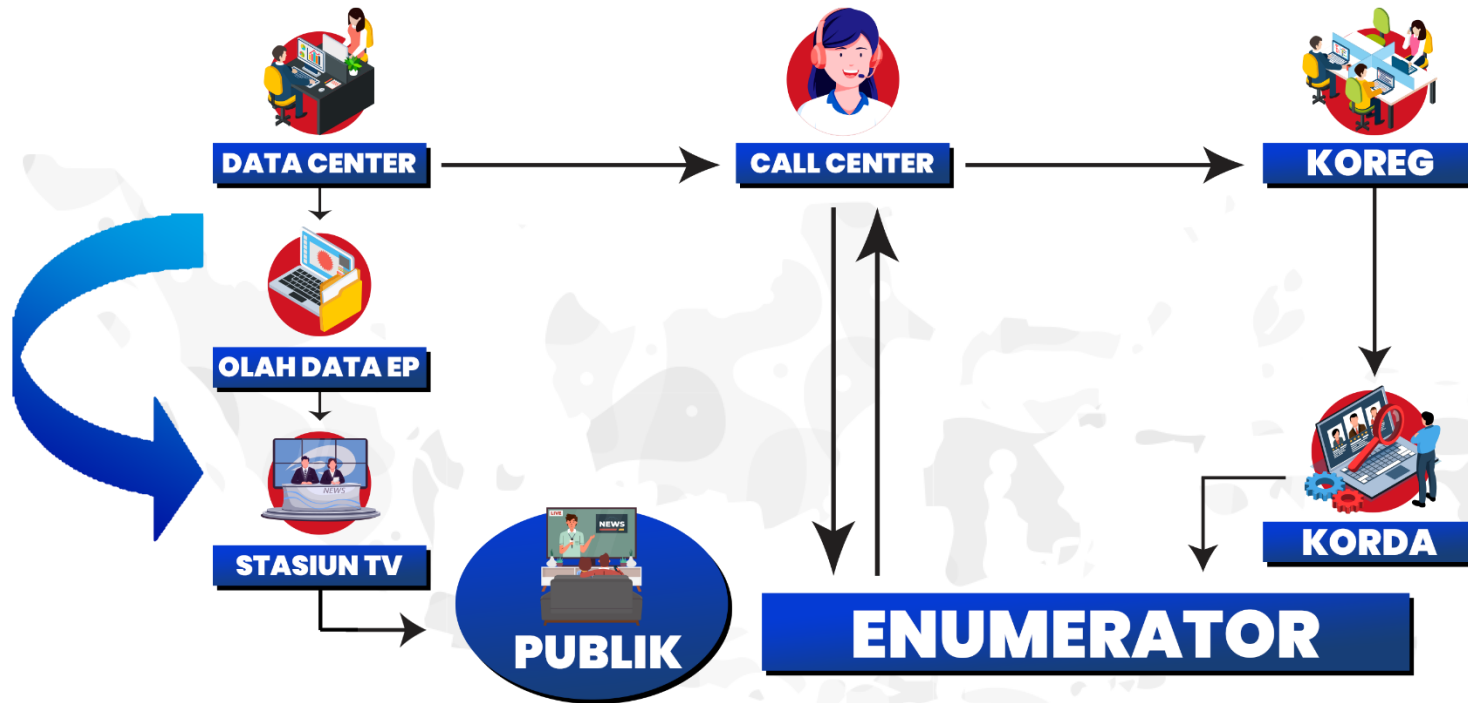 DATA CENTER
CALL CENTER
KOREG
OLAH DATA EP
NEWS
STASIUN TV
LIVE
NEWS
PUBLIK
KORDA
ENUMERATOR